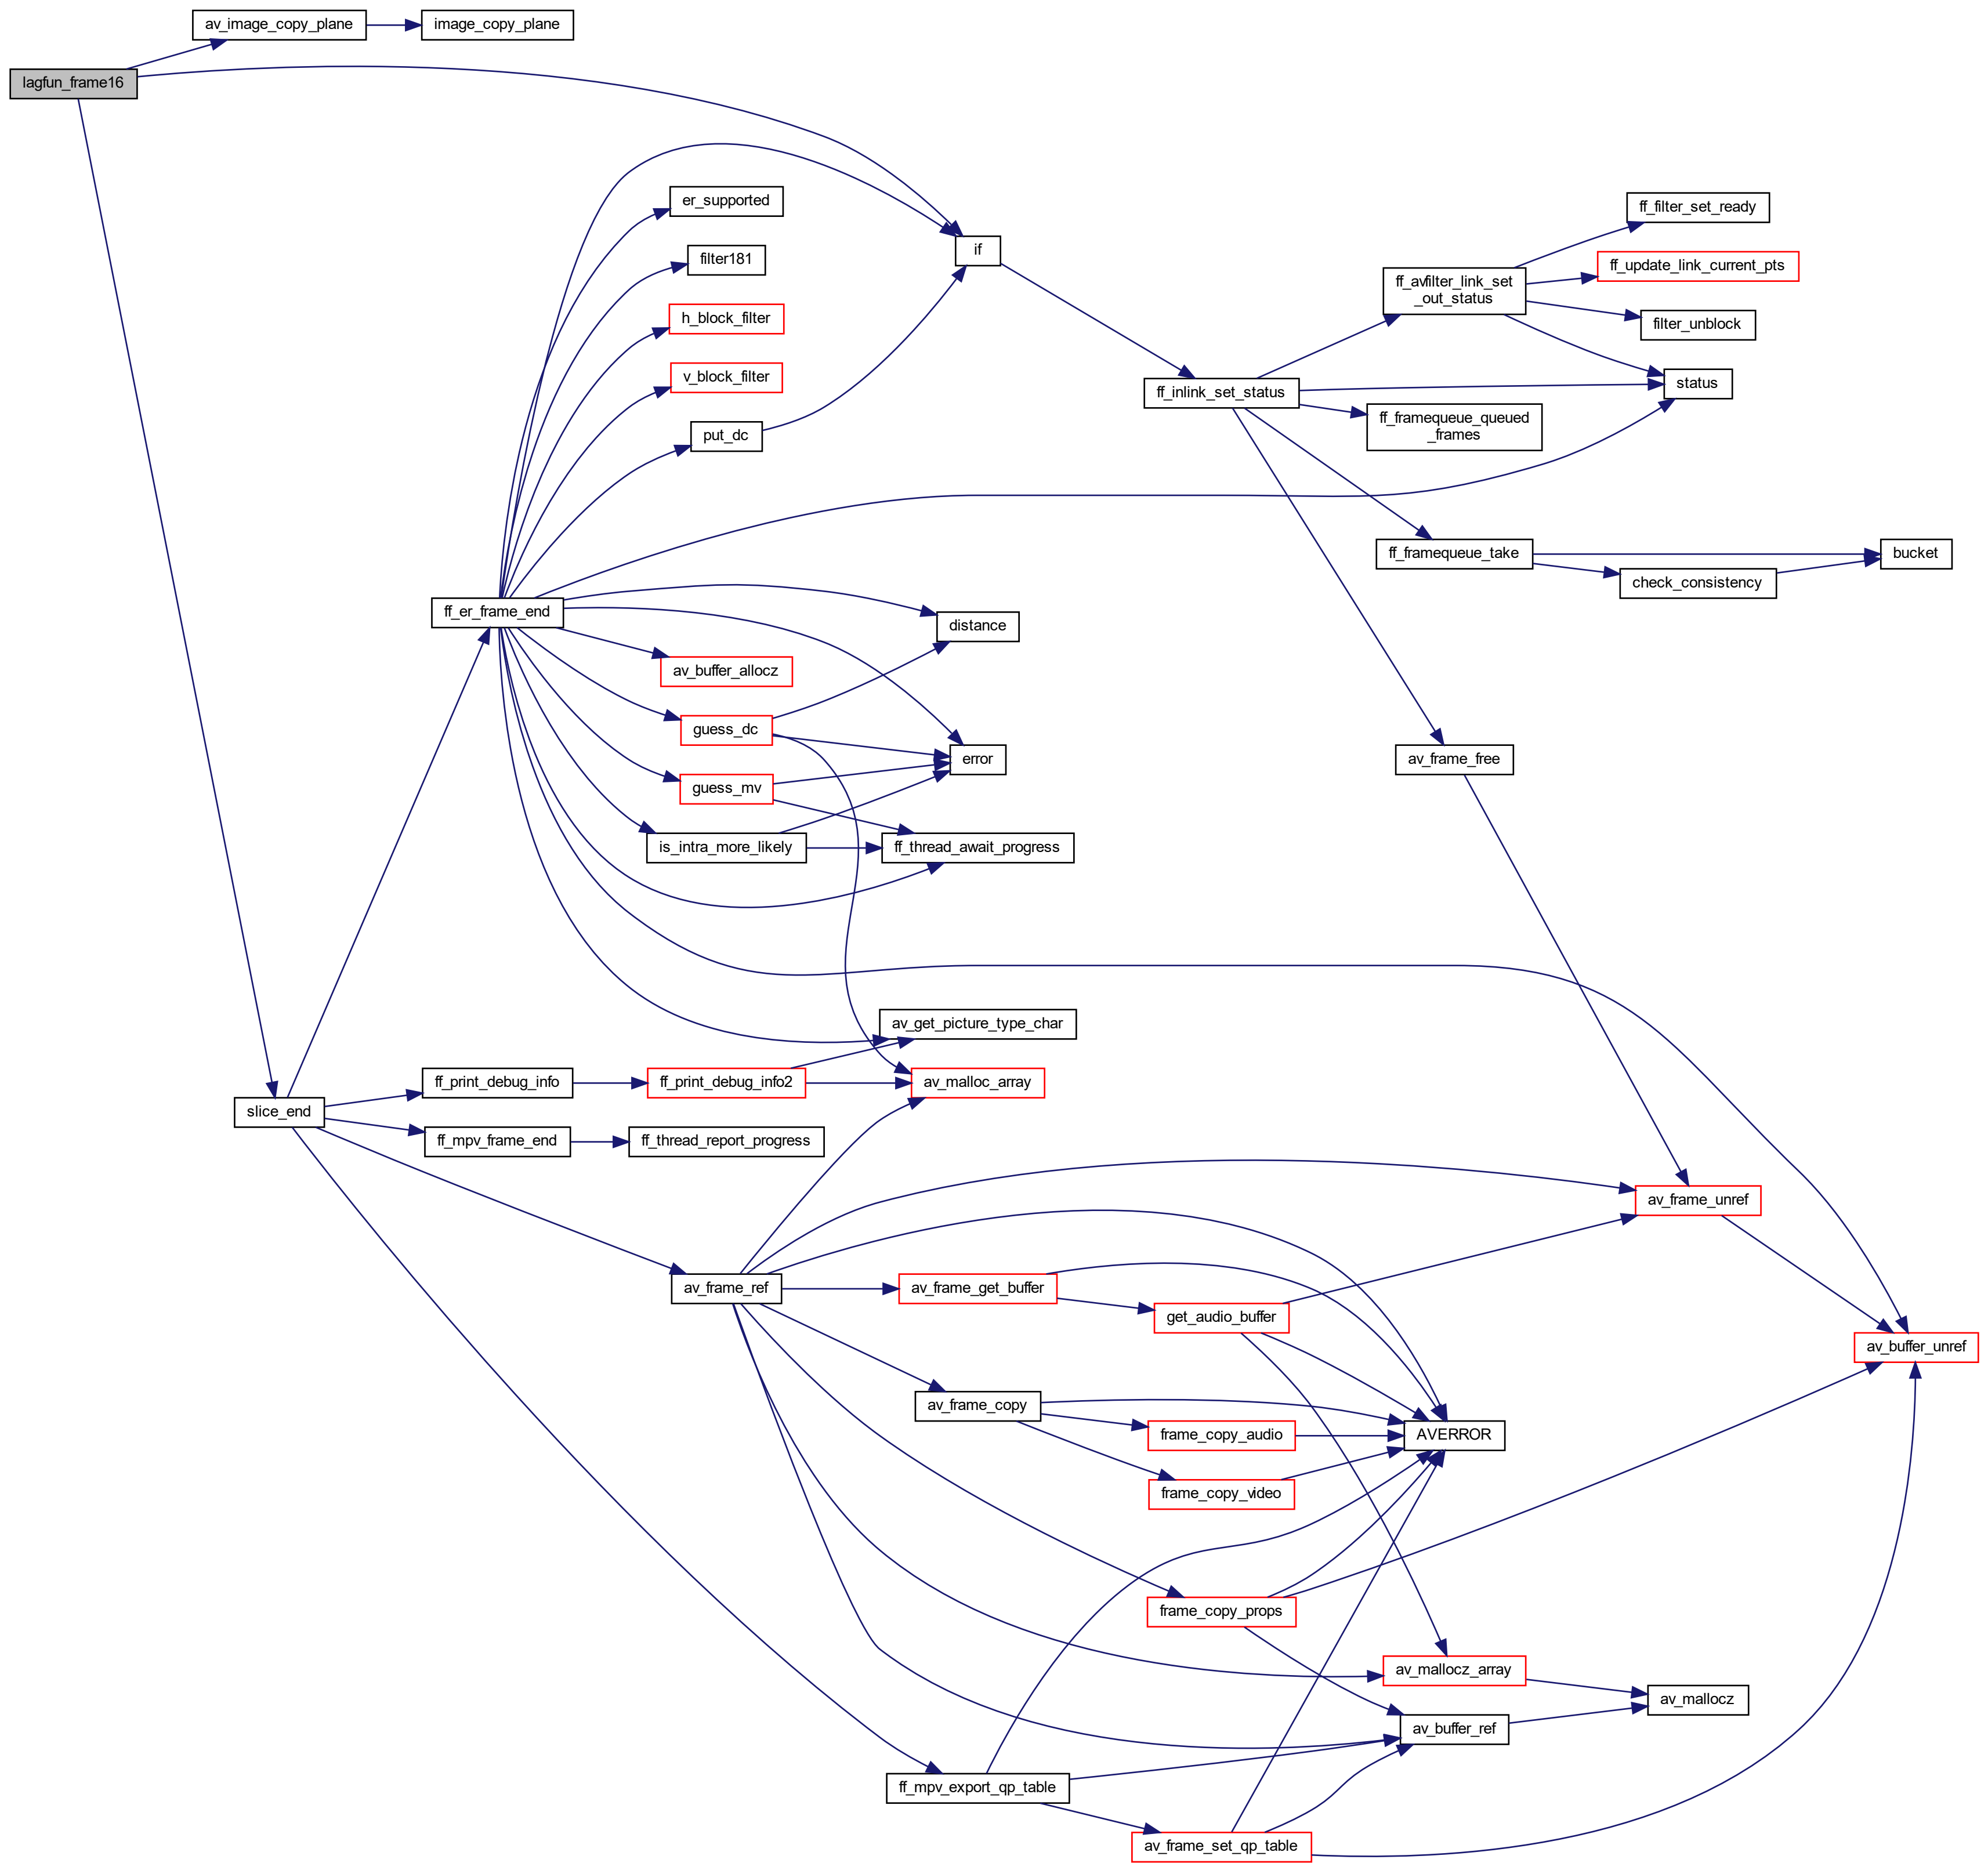 av_image_copy_plane
image_copy_plane
lagfun_frame16
er_supported
ff_filter_set_ready
if
filter181
ff_update_link_current_pts
ff_avfilter_link_set
_out_status
h_block_filter
filter_unblock
v_block_filter
status
ff_inlink_set_status
ff_framequeue_queued
_frames
put_dc
ff_framequeue_take
bucket
check_consistency
ff_er_frame_end
distance
av_buffer_allocz
guess_dc
error
av_frame_free
guess_mv
is_intra_more_likely
ff_thread_await_progress
av_get_picture_type_char
ff_print_debug_info
ff_print_debug_info2
av_malloc_array
slice_end
ff_mpv_frame_end
ff_thread_report_progress
av_frame_unref
av_frame_ref
av_frame_get_buffer
get_audio_buffer
av_buffer_unref
av_frame_copy
frame_copy_audio
AVERROR
frame_copy_video
frame_copy_props
av_mallocz_array
av_mallocz
av_buffer_ref
ff_mpv_export_qp_table
av_frame_set_qp_table